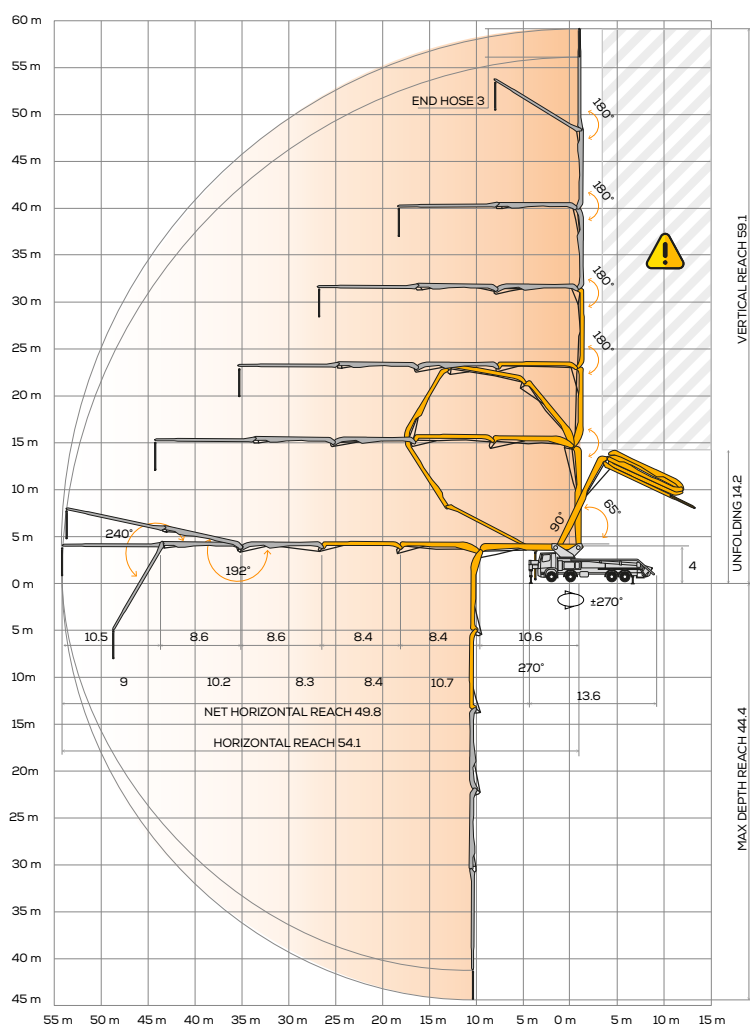 60 m
55 m
50 m
END HOSE 3
180°
45 m
180°
40 m
35 m
180°
30 m
180°
25 m
20 m
15 m
10 m
5 m
0 m
240°
192°
90°
65°
4
±270°
VERTICAL REACH 59.1
UNFOLDING 14.2
MAX DEPTH REACH 44.4
5 m
10.5
8.6
8.6
8.4
8.4
10.6
270°
10m
9
10.2
8.3
8.4
10.7
13.6
NET HORIZONTAL REACH 49.8
15 m
HORIZONTAL REACH 54.1
20m
25 m
30 m
35 m
40 m
45 m
55 m
50 m
45 m
40 m
35 m
30 m
25 m
20 m
15 m
10 m
5 m
0 m
5 m
10 m
15 m